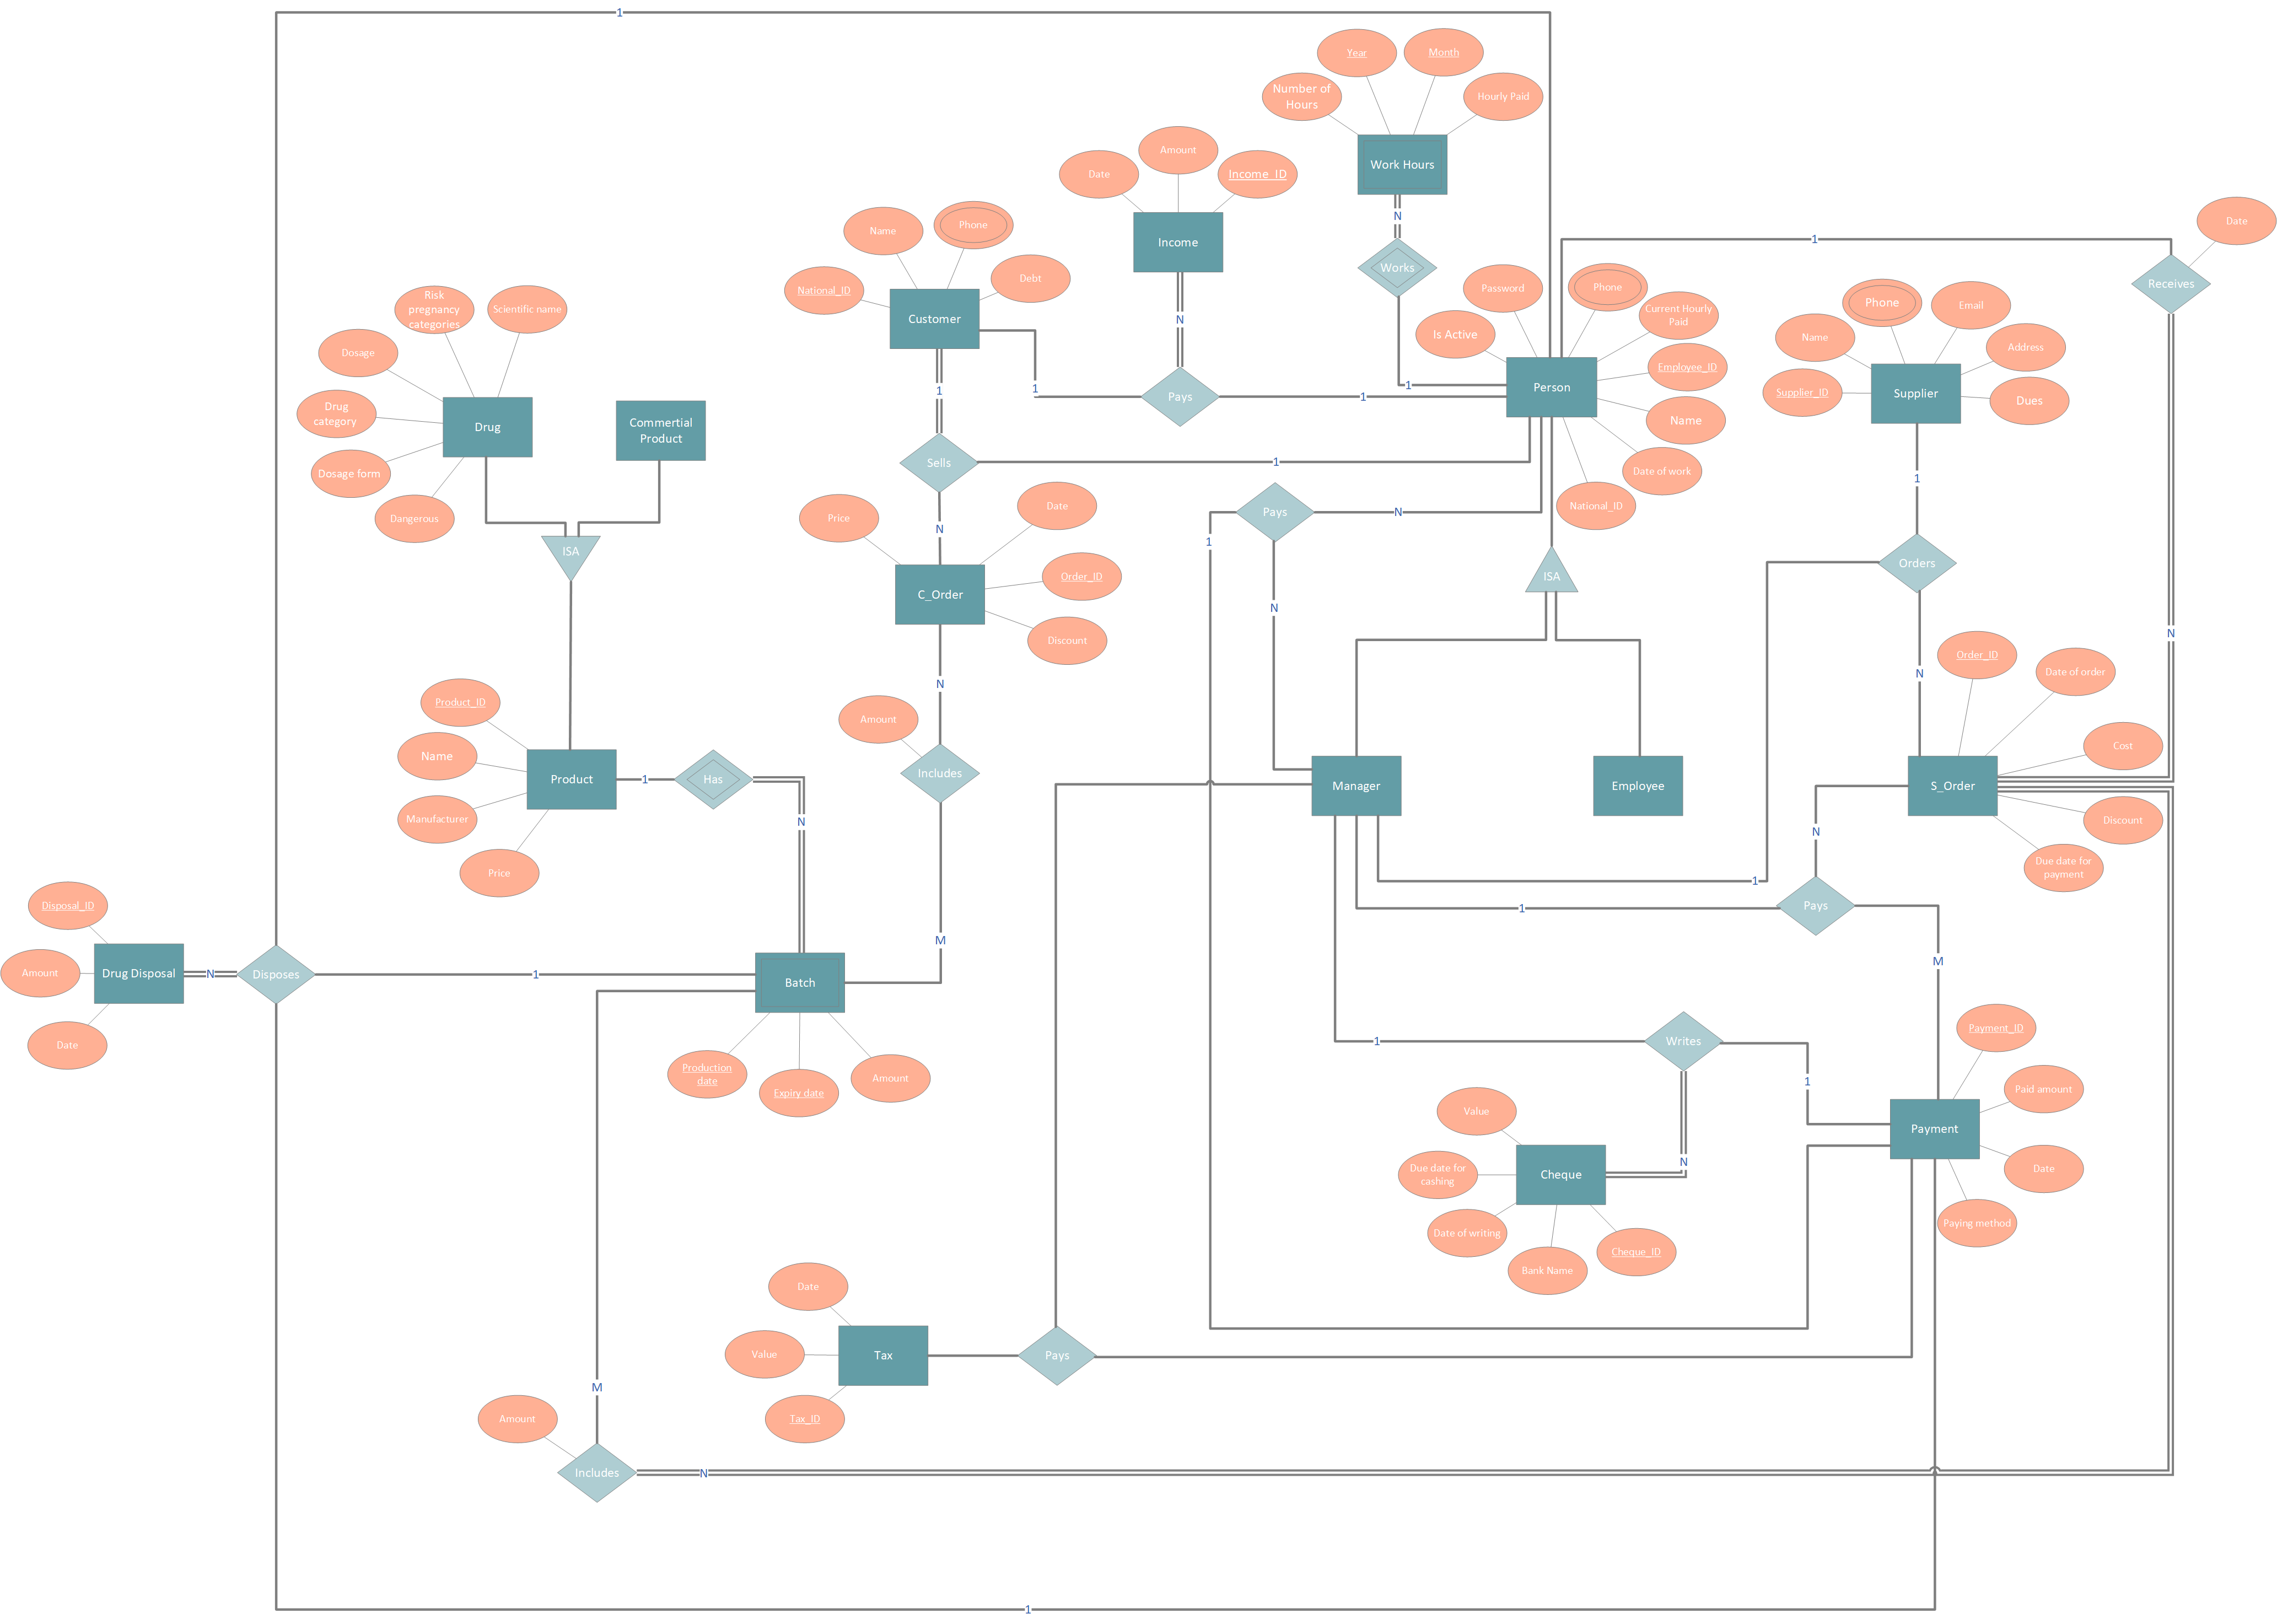 1
Year
Month
Number of
Hours
Hourly Paid
Work Hours
N
Works
1
Date
Amount
Income_ID
Income
N
Pays
1
1
National_ID
Name
Phone
Debt
Customer
1
Sells
1
N
Is Active
Password
Phone
Current Hourly
Paid
Employee_ID
Name
Date of work
National_ID
Person
1
Date
Receives
N
Supplier_ID
Name
Phone
Email
Address
Dues
Supplier
1
Orders
N
1
Risk
pregnancy
categories
Scientific name
Dosage
Drug
category
Dosage form
Dangerous
Drug
Commertial
Product
ISA
Price
Date
Order_ID
Discount
C_Order
N
Amount
Includes
M
Pays
N
1
N
ISA
Manager
Employee
Order_ID
Date of order
Cost
Discount
Due date for
payment
S_Order
N
Pays
1
M
Product_ID
Name
Manufacturer
Price
Product
1
Has
N
Disposal_ID
Amount
Date
Drug Disposal
N
Disposes
1
Batch
Production
date
Expiry date
Amount
1
Writes
1
N
Payment_ID
Paid amount
Date
Paying method
Payment
Value
Due date for
cashing
Date of writing
Bank Name
Cheque_ID
Cheque
Date
Value
Tax_ID
Tax
Pays
M
Amount
Includes
N
1